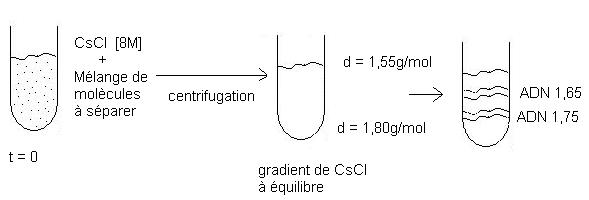 CsCl [8M]
+
Mélange de
molècules
à séparer
t = 0
centrifugation
d = 1,55g/mol
d = 1,80g/mol
gradient de CsCl
à équilibre
ADN 1,65
ADN 1,75